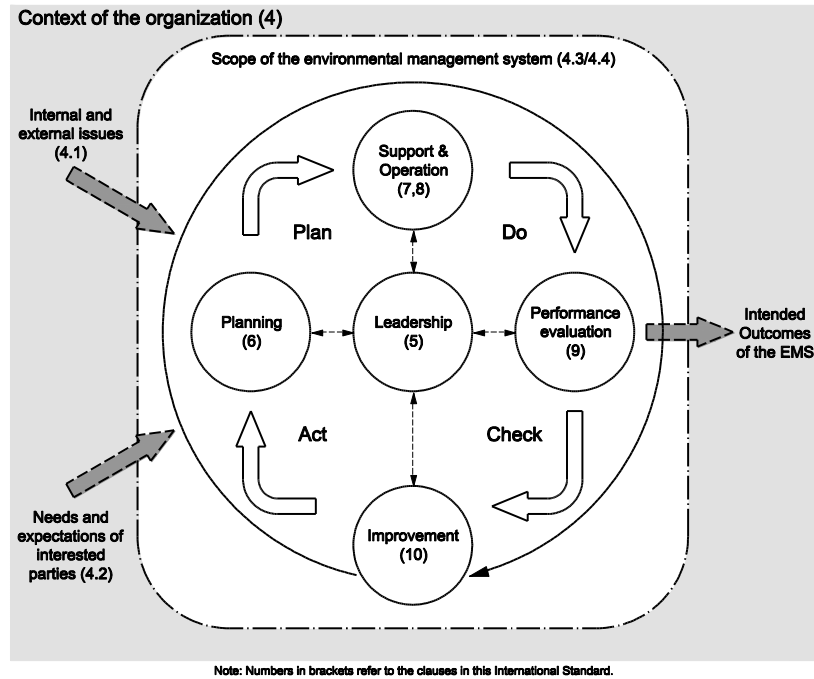 Context of the organization (4)
Scope of the environmental management system (4.3/4.4)
Internal and
external issues
(4.1)
Support &
Operation
(7,8)
Plan
Do
Planning
(6)
Leadership
(5)
Performance
evaluation
(9)
Intended
Outcomes
of the EMS
Act
Check
Needs and
expectations of
interested
parties (4.2)
Improvement
(10)
Note: Numbers in brackets refer to the clauses in this International Standard.